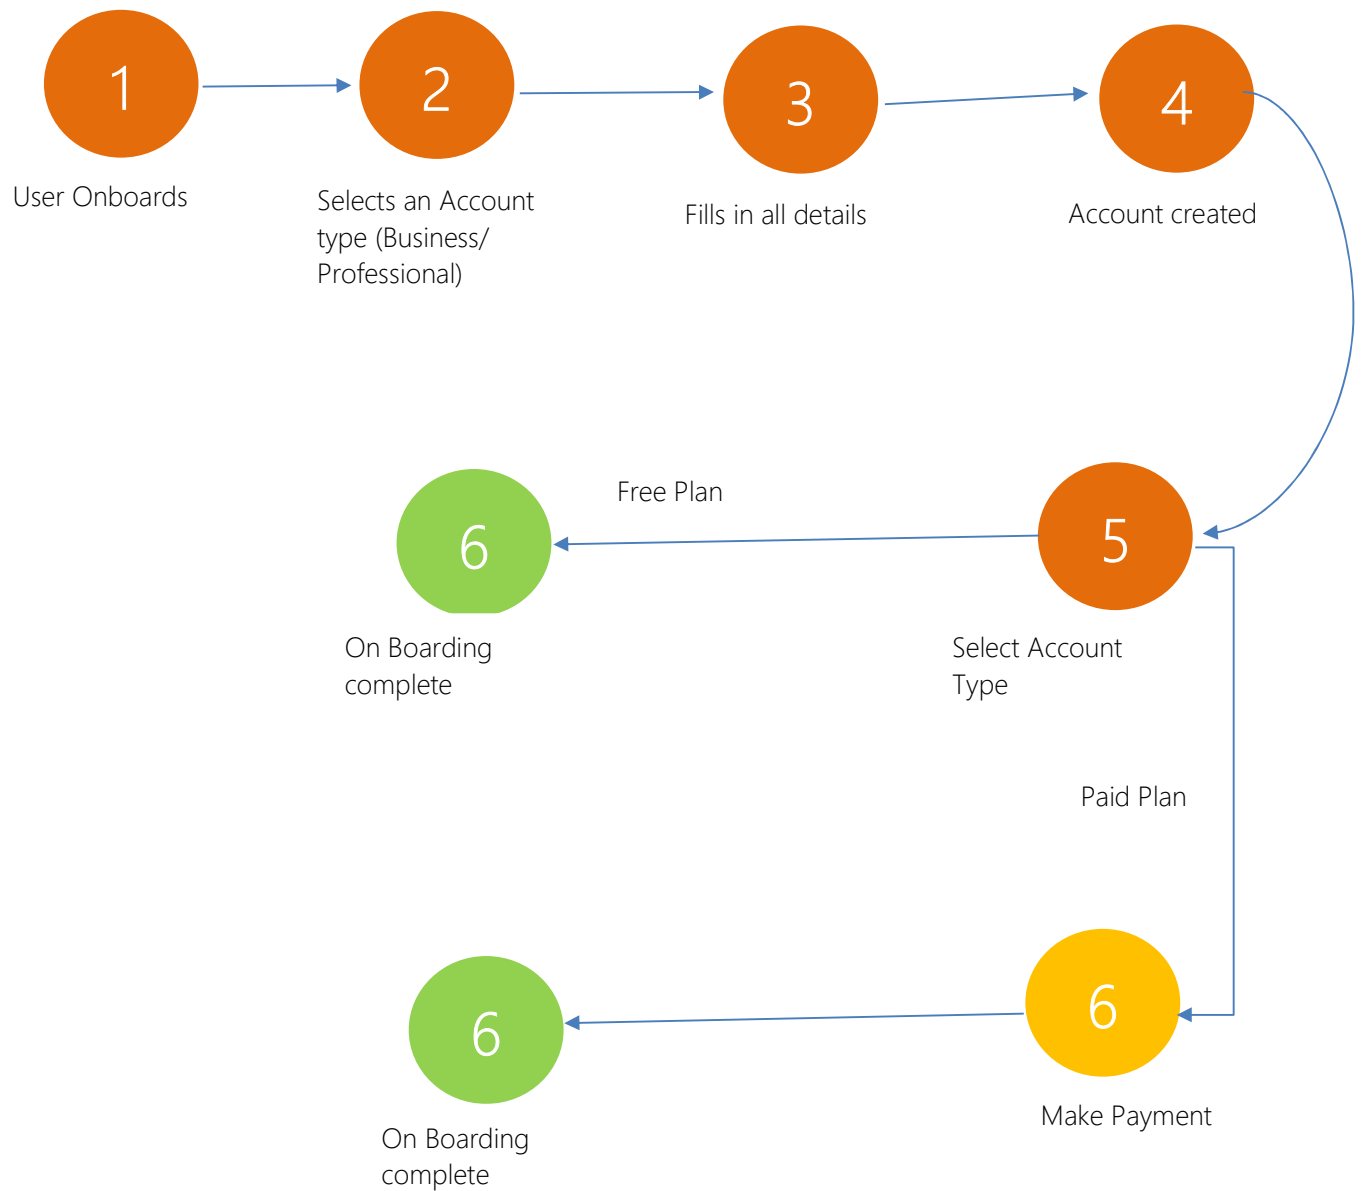 1
2
3
4
User Onboards
Selects an Account
type (Business/
Professional)
Fills in all details
Account created
Free Plan
6
5
On Boarding
complete
Select Account
Type
Paid Plan
6
6
Make Payment
On Boarding
complete